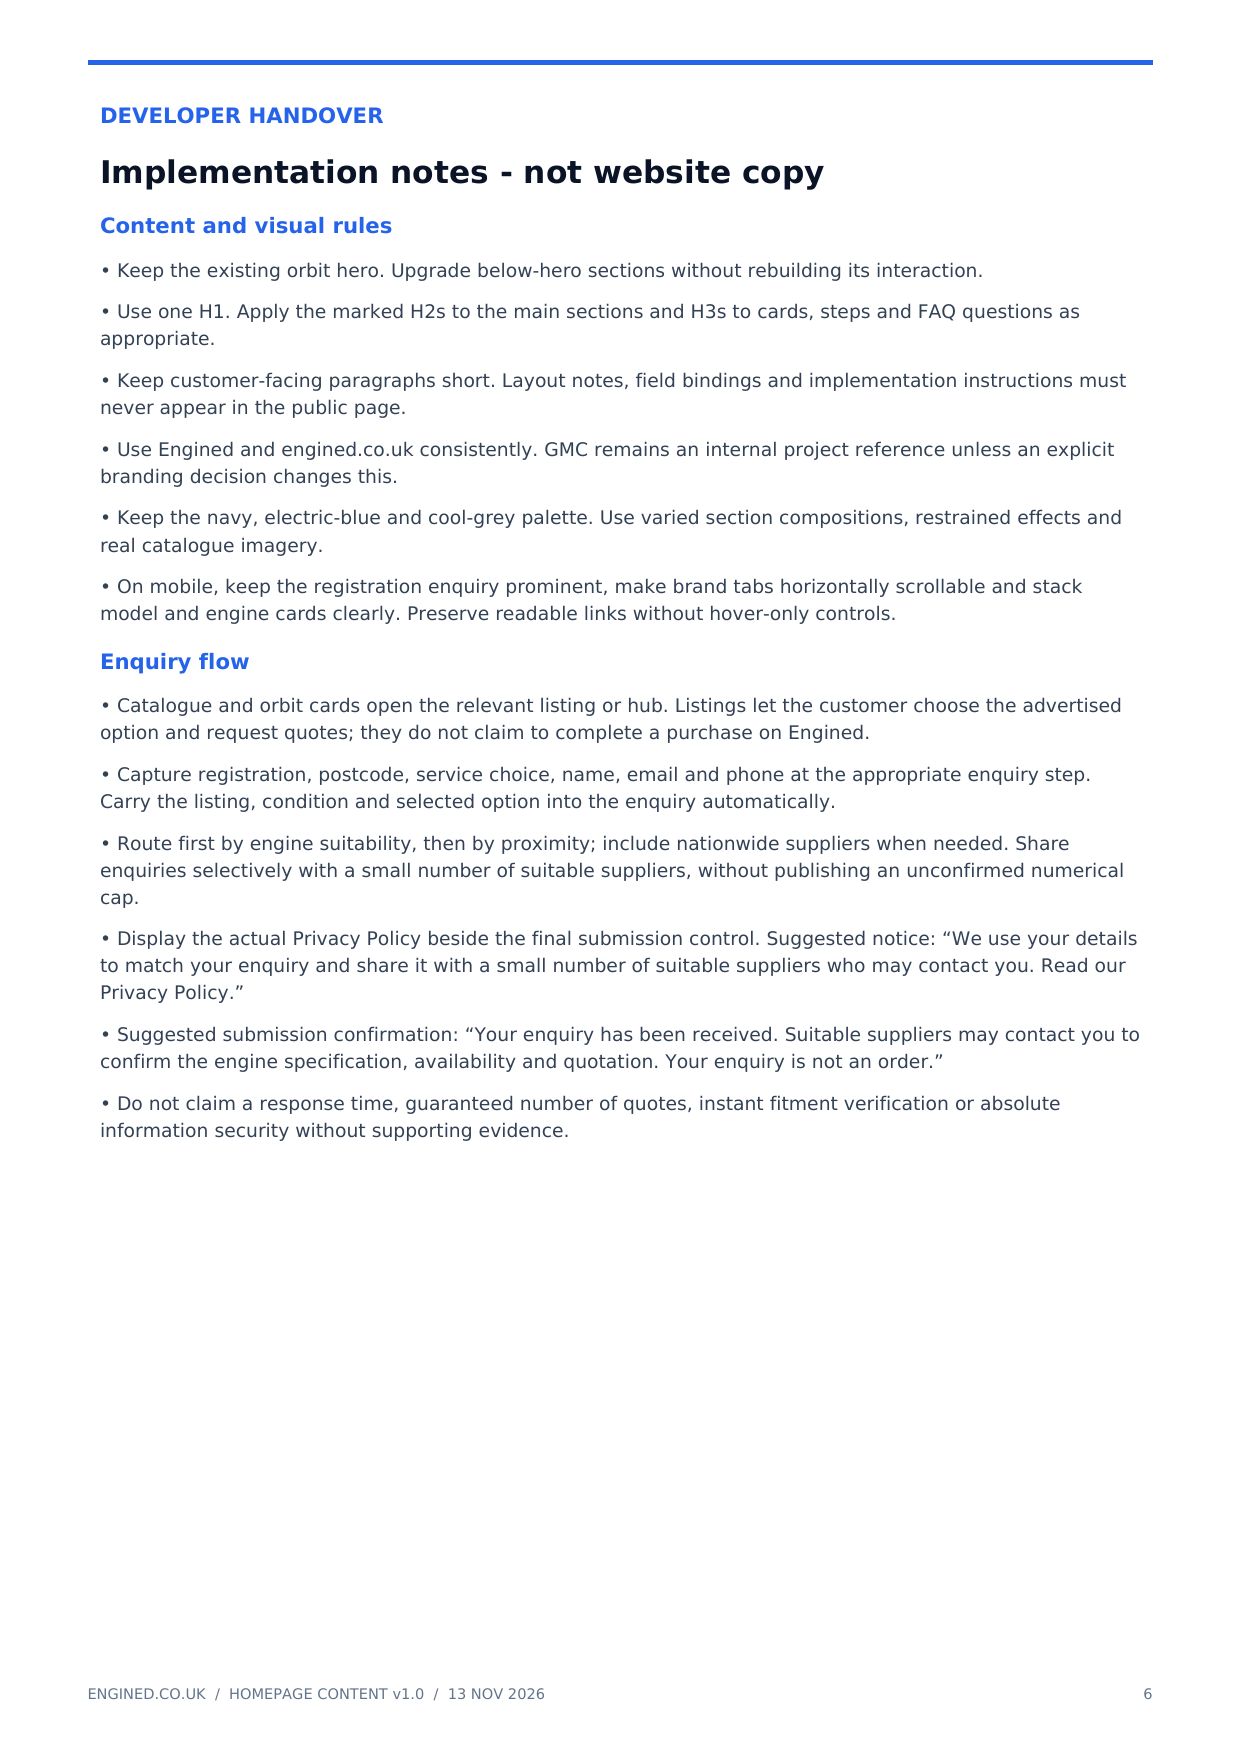 DEVELOPER HANDOVER
Implementation notes - not website copy
Content and visual rules
• Keep the existing orbit hero. Upgrade below-hero sections without rebuilding its interaction.
• Use one H1. Apply the marked H2s to the main sections and H3s to cards, steps and FAQ questions as
appropriate.
• Keep customer-facing paragraphs short. Layout notes, field bindings and implementation instructions must
never appear in the public page.
• Use Engined and engined.co.uk consistently. GMC remains an internal project reference unless an explicit
branding decision changes this.
• Keep the navy, electric-blue and cool-grey palette. Use varied section compositions, restrained effects and
real catalogue imagery.
• On mobile, keep the registration enquiry prominent, make brand tabs horizontally scrollable and stack
model and engine cards clearly. Preserve readable links without hover-only controls.
Enquiry flow
• Catalogue and orbit cards open the relevant listing or hub. Listings let the customer choose the advertised
option and request quotes; they do not claim to complete a purchase on Engined.
• Capture registration, postcode, service choice, name, email and phone at the appropriate enquiry step.
Carry the listing, condition and selected option into the enquiry automatically.
• Route first by engine suitability, then by proximity; include nationwide suppliers when needed. Share
enquiries selectively with a small number of suitable suppliers, without publishing an unconfirmed numerical
cap.
• Display the actual Privacy Policy beside the final submission control. Suggested notice: “We use your details
to match your enquiry and share it with a small number of suitable suppliers who may contact you. Read our
Privacy Policy.”
• Suggested submission confirmation: “Your enquiry has been received. Suitable suppliers may contact you to
confirm the engine specification, availability and quotation. Your enquiry is not an order.”
• Do not claim a response time, guaranteed number of quotes, instant fitment verification or absolute
information security without supporting evidence.
ENGINED.CO.UK / HOMEPAGE CONTENT v1.0 / 13 NOV 2026
6